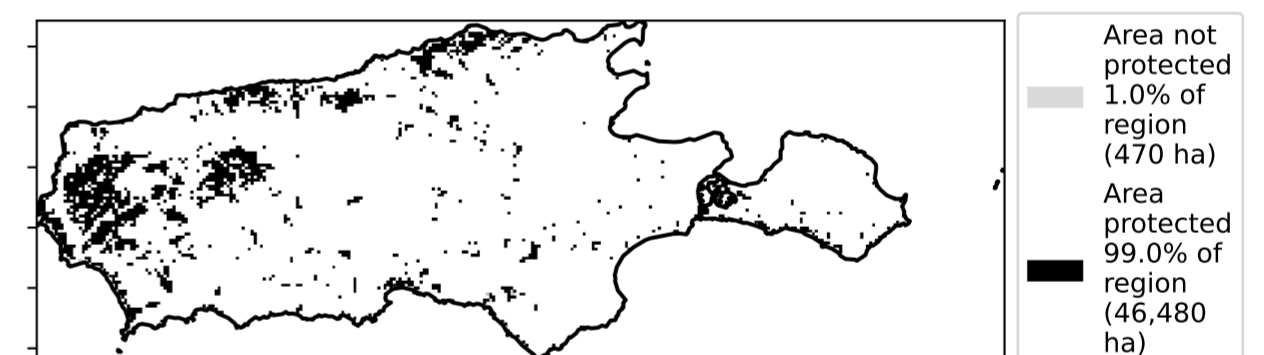 Area not
protected
1.0% of
region
(470 ha)
Area
protected
99.0% of
region
(46,480
ha)